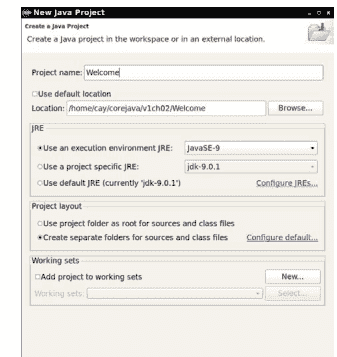 New Java Project
Create a Java Project
Create a Java project in the workspace or in an external location.
Project name: Welcome
Use default location
Location: /home/cay/corejava/v1ch02/Welcome Browse...
JRE
Use an execution environment JRE: JavaSE-9
Use a project specific JRE: jdk-9.0.1
Use default JRE (currently 'jdk-9.0.1') Configure JREs...
Project layout
Use project folder as root for sources and class files
Create separate folders for sources and class files Configure default...
Working sets
Add project to working sets New...
Working sets: Select...